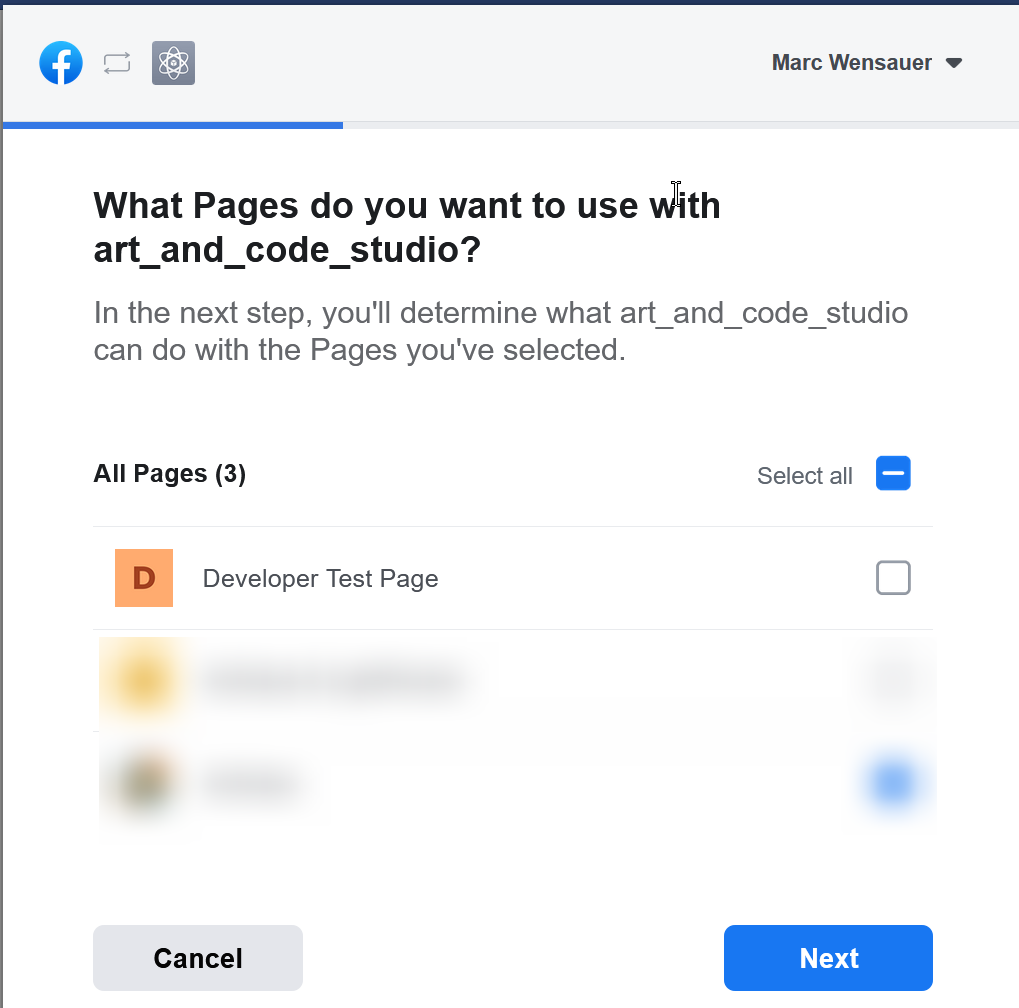 Marc Wensauer
What Pages do you want to use with
art_and_code_studio?
In the next step, you'll determine what art_and_code_studio
can do with the Pages you've selected.
All Pages (3)
Select all
D
Developer Test Page
Cancel
Next